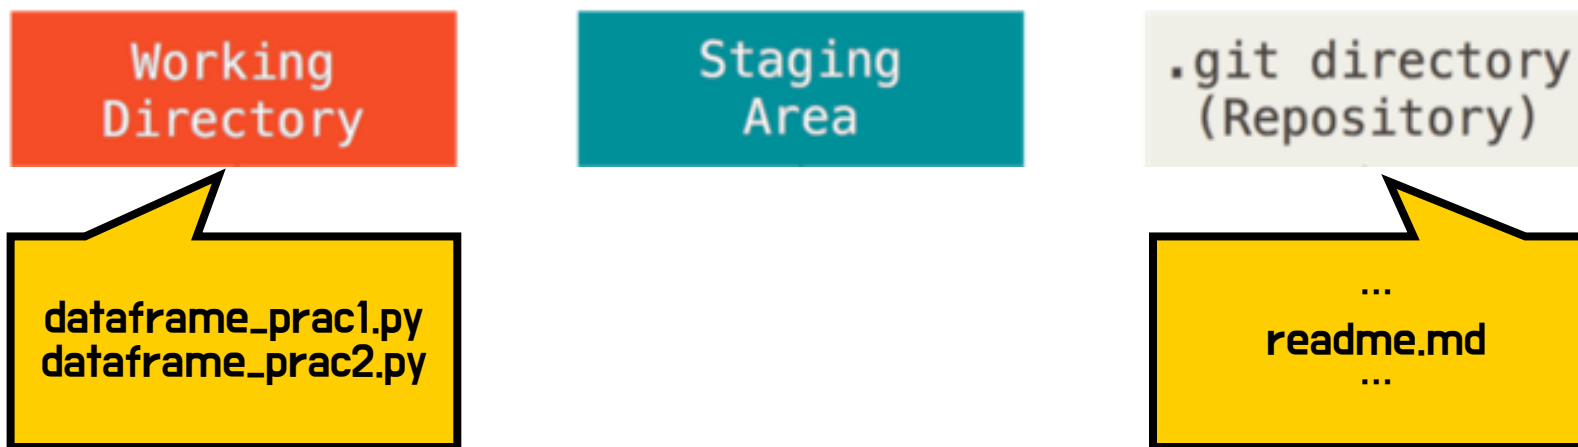 Working
Directory
Staging
Area
.git directory
(Repository)
dataframe_prac1.py
dataframe_prac2.py
...
readme.md
...